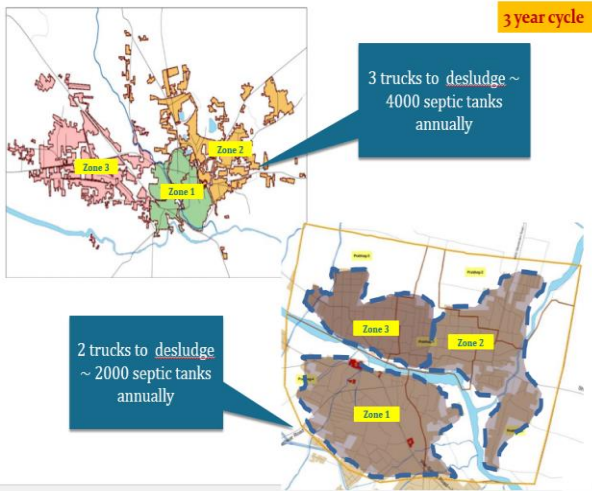 3 year cycle
3 trucks to desludge ~
4000 septic tanks
annually
Zone 2
Zone 3
Zone 1
Zone 3
Zone 2
2 trucks to desludge
~ 2000 septic tanks
annually
Zone 1